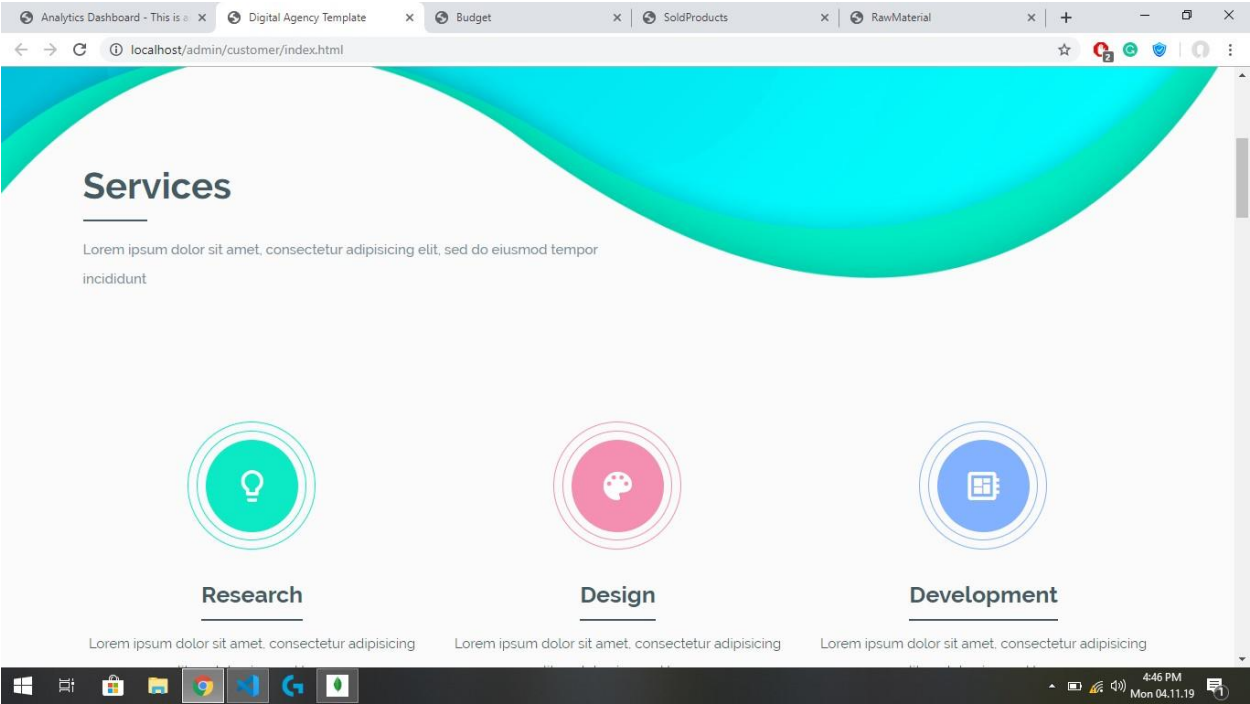 Analytics Dashboard - This is a
Digital Agency Template
Budget
SoldProducts
RawMaterial
localhost/admin/customer/index.html
2
Services
Lorem ipsum dolor sit amet, consectetur adipisicing elit, sed do eiusmod tempor
incididunt
Research
Design
Development
Lorem ipsum dolor sit amet, consectetur adipisicing
Lorem ipsum dolor sit amet, consectetur adipisicing
Lorem ipsum dolor sit amet, consectetur adipisicing
4:46 PM
Mon 04.11.19
1